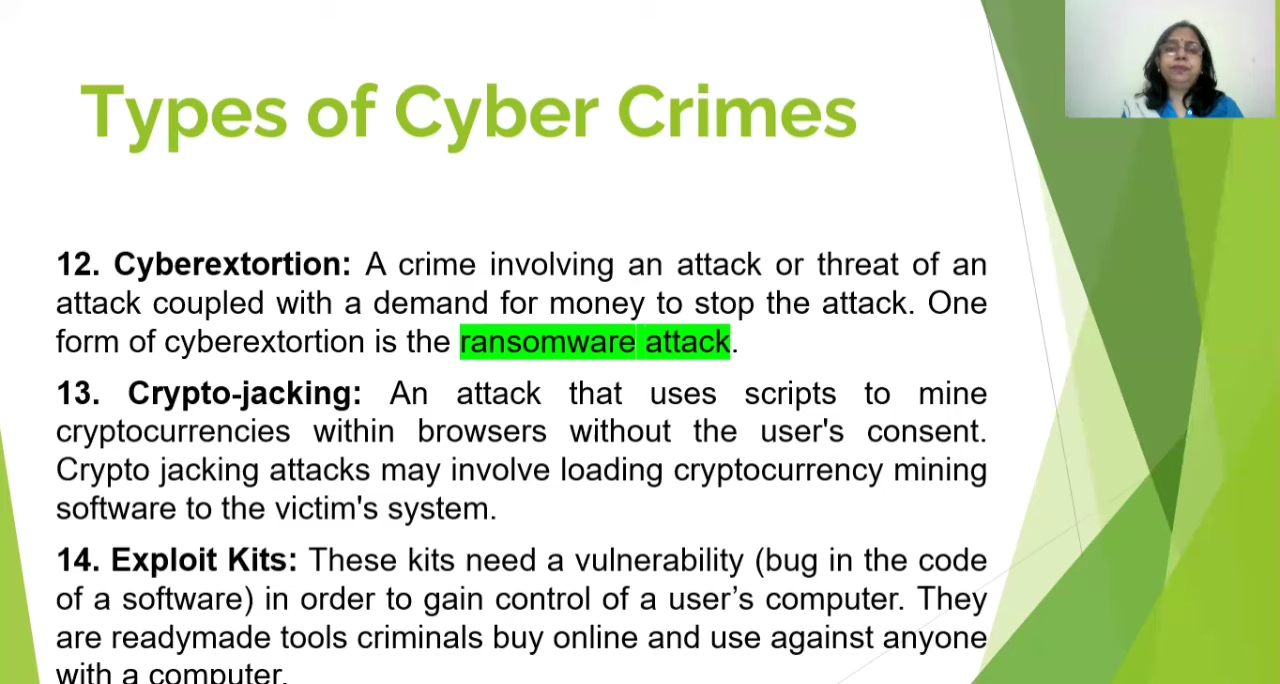 Types of Cyber Crimes
12. Cyberextortion: A crime involving an attack or threat of an
attack coupled with a demand for money to stop the attack. One
form of cyberextortion is the ransomware attack.
13. Crypto-jacking: An attack that uses scripts to mine
cryptocurrencies within browsers without the user's consent.
Crypto jacking attacks may involve loading cryptocurrency mining
software to the victim's system.
14. Exploit Kits: These kits need a vulnerability (bug in the code
of a software) in order to gain control of a user’s computer. They
are readymade tools criminals buy online and use against anyone
with a computer.